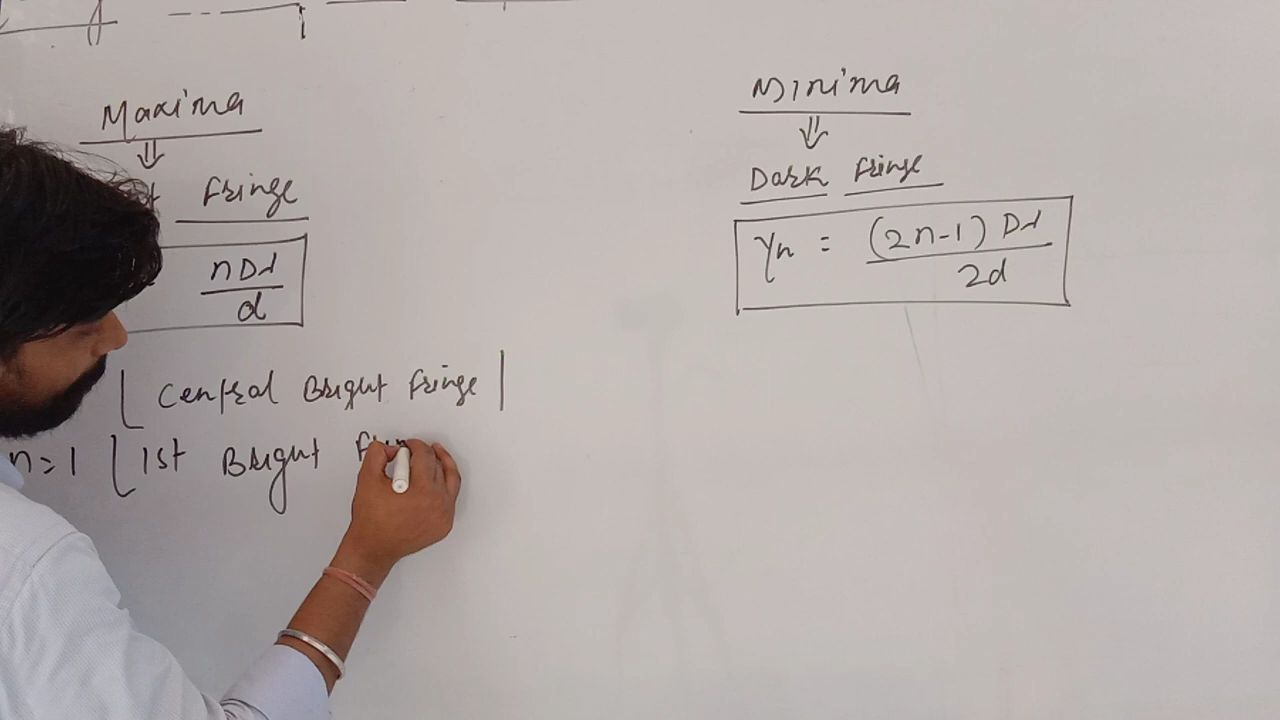 Maxima
⇓
Fringe
nDλ
d
[Central Bright fringe]
n=1 [1st Bright
Minima
⇓
Dark fringe
Yn = (2n-1) Dλ
2d